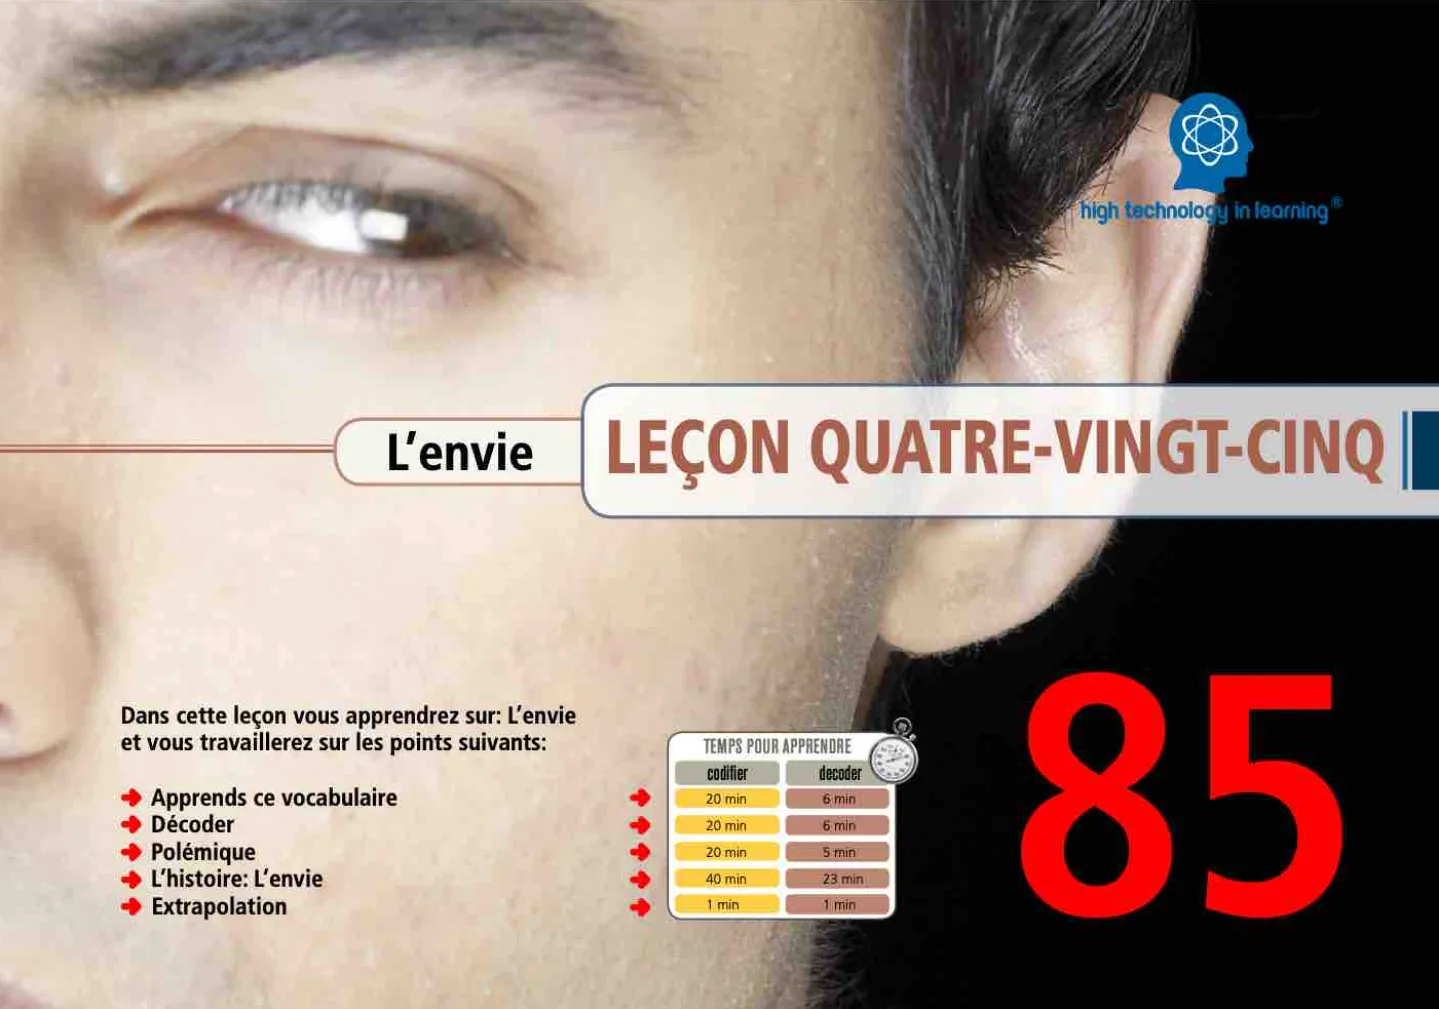 high technology in learning®
L'envie
LEÇON QUATRE-VINGT-CINQ
Dans cette leçon vous apprendrez sur: L'envie
et vous travaillerez sur les points suivants:
Apprends ce vocabulaire
Décoder
Polémique
L'histoire: L'envie
Extrapolation
TEMPS POUR APPRENDRE
codifier decoder
20 min 6 min
20 min 6 min
20 min 5 min
40 min 23 min
1 min 1 min
85